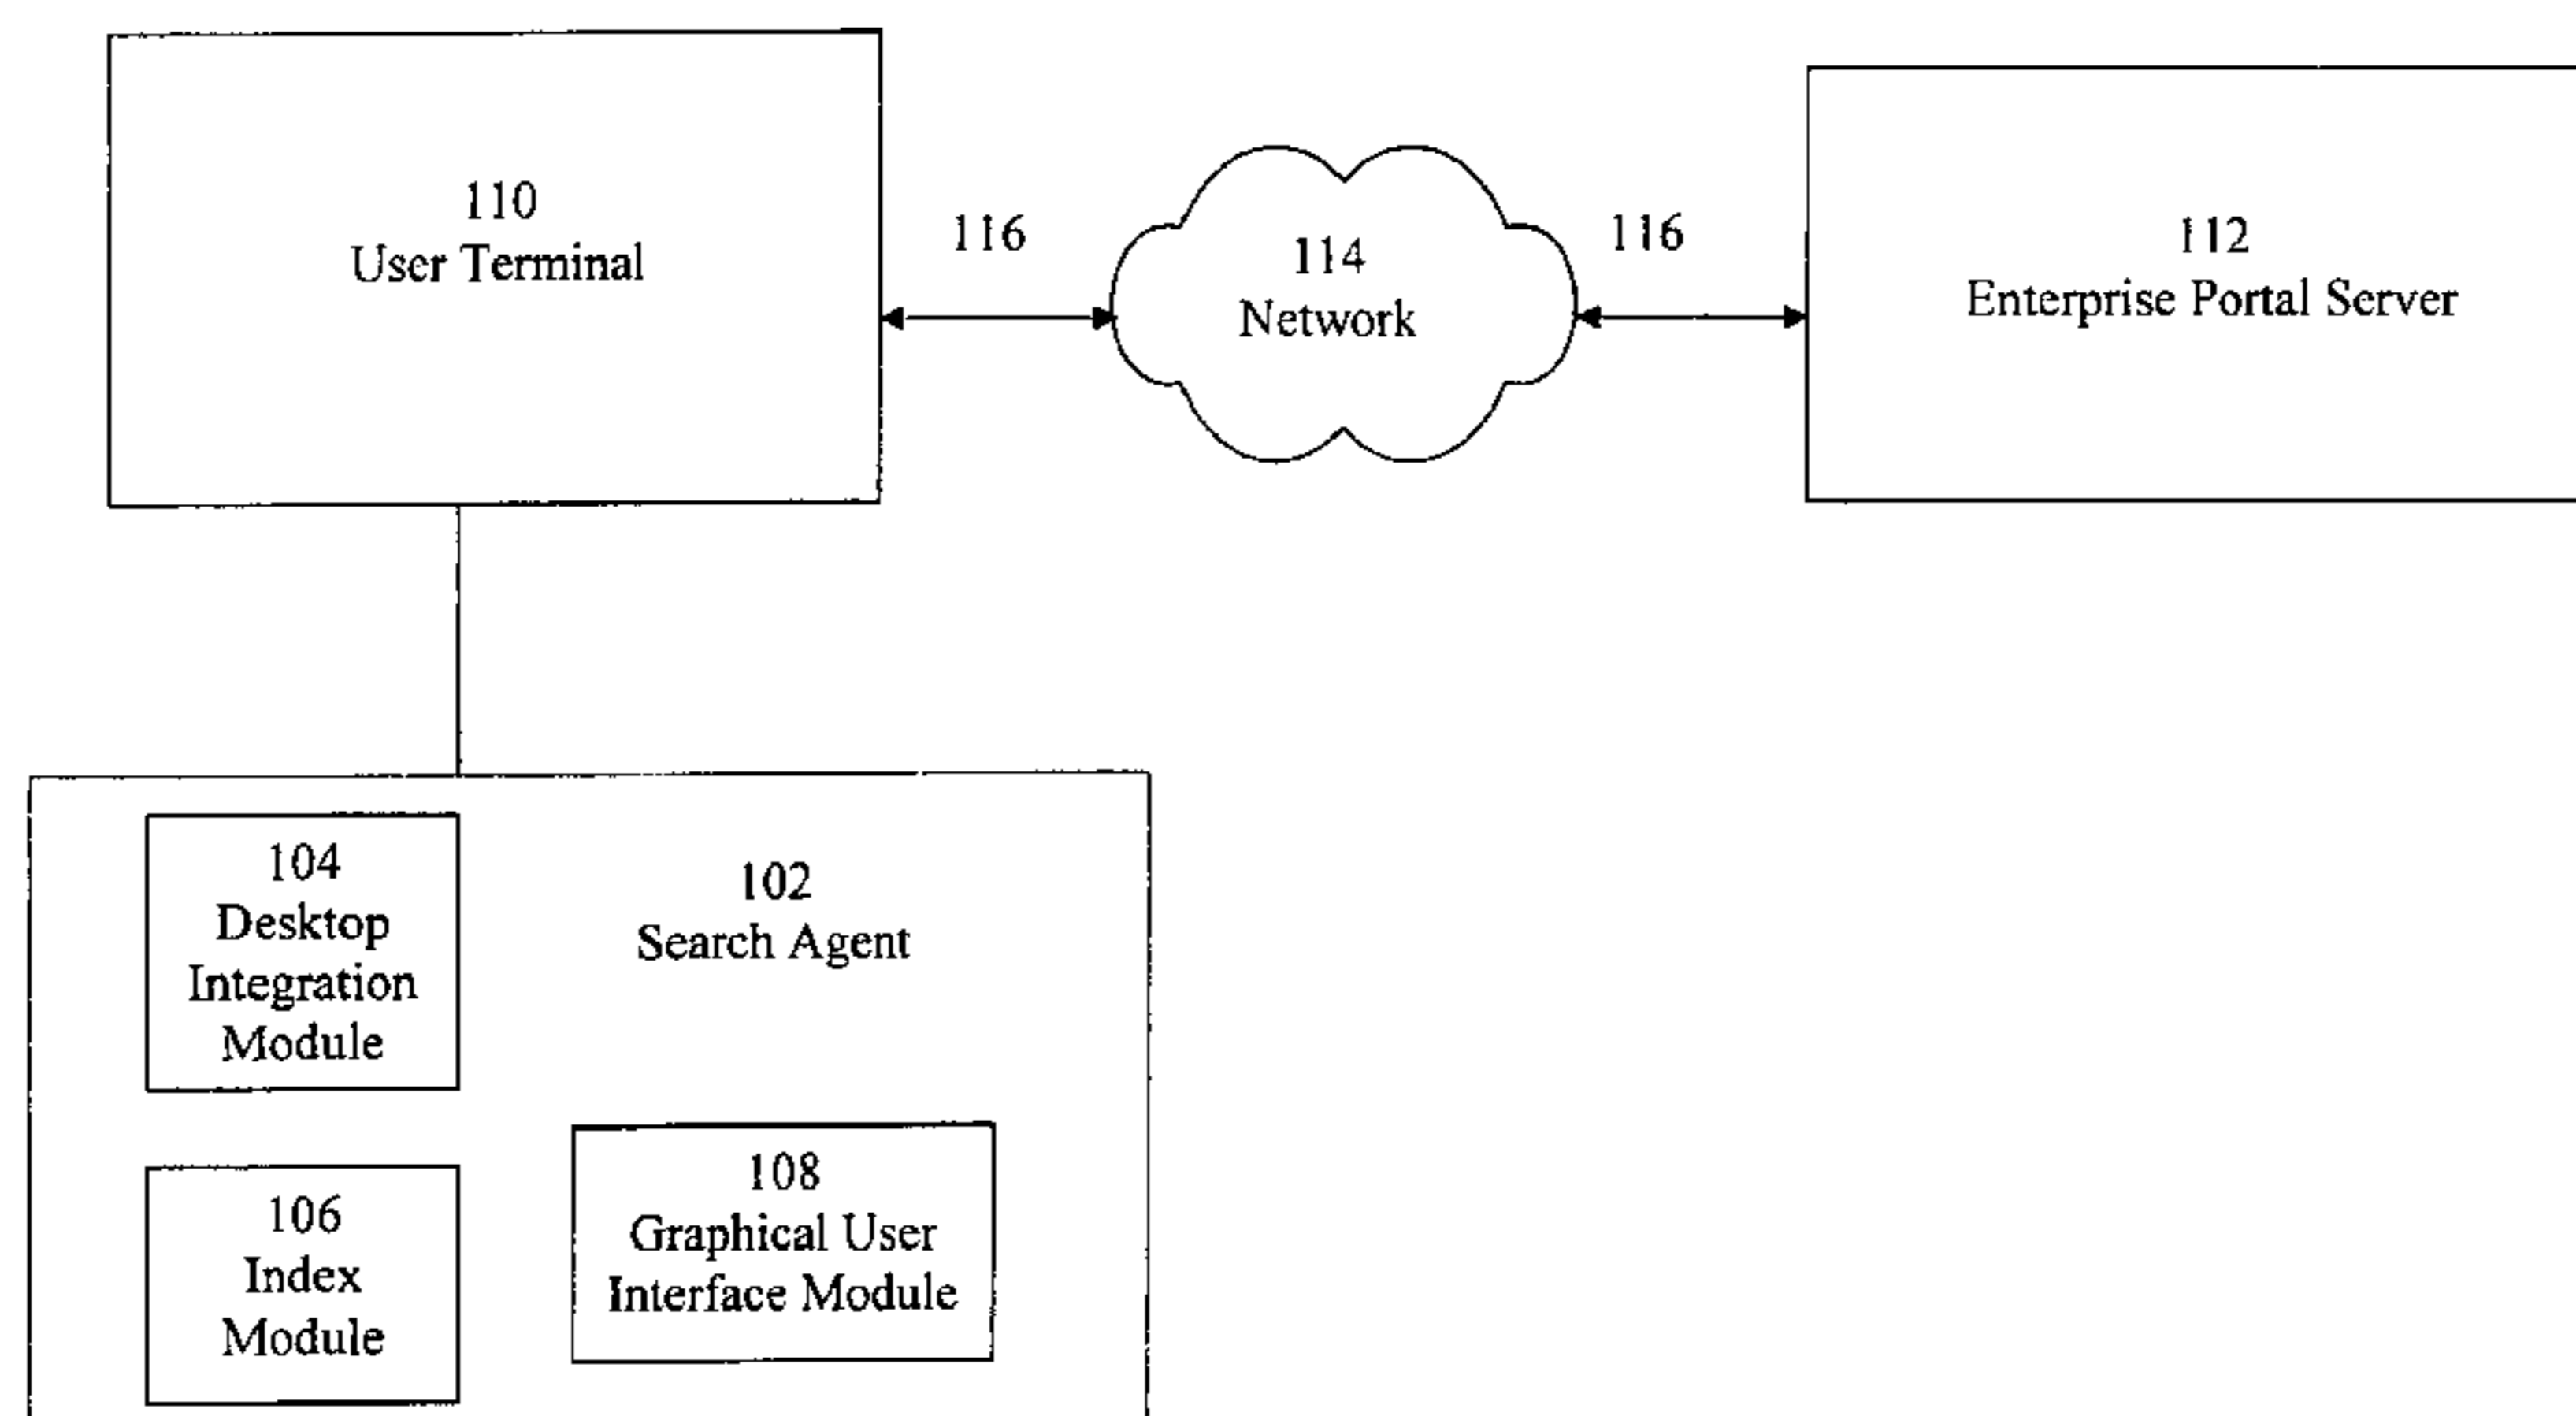 110
User Terminal
116
114
Network
116
112
Enterprise Portal Server
104
Desktop
Integration
Module
102
Search Agent
106
Index
Module
108
Graphical User
Interface Module